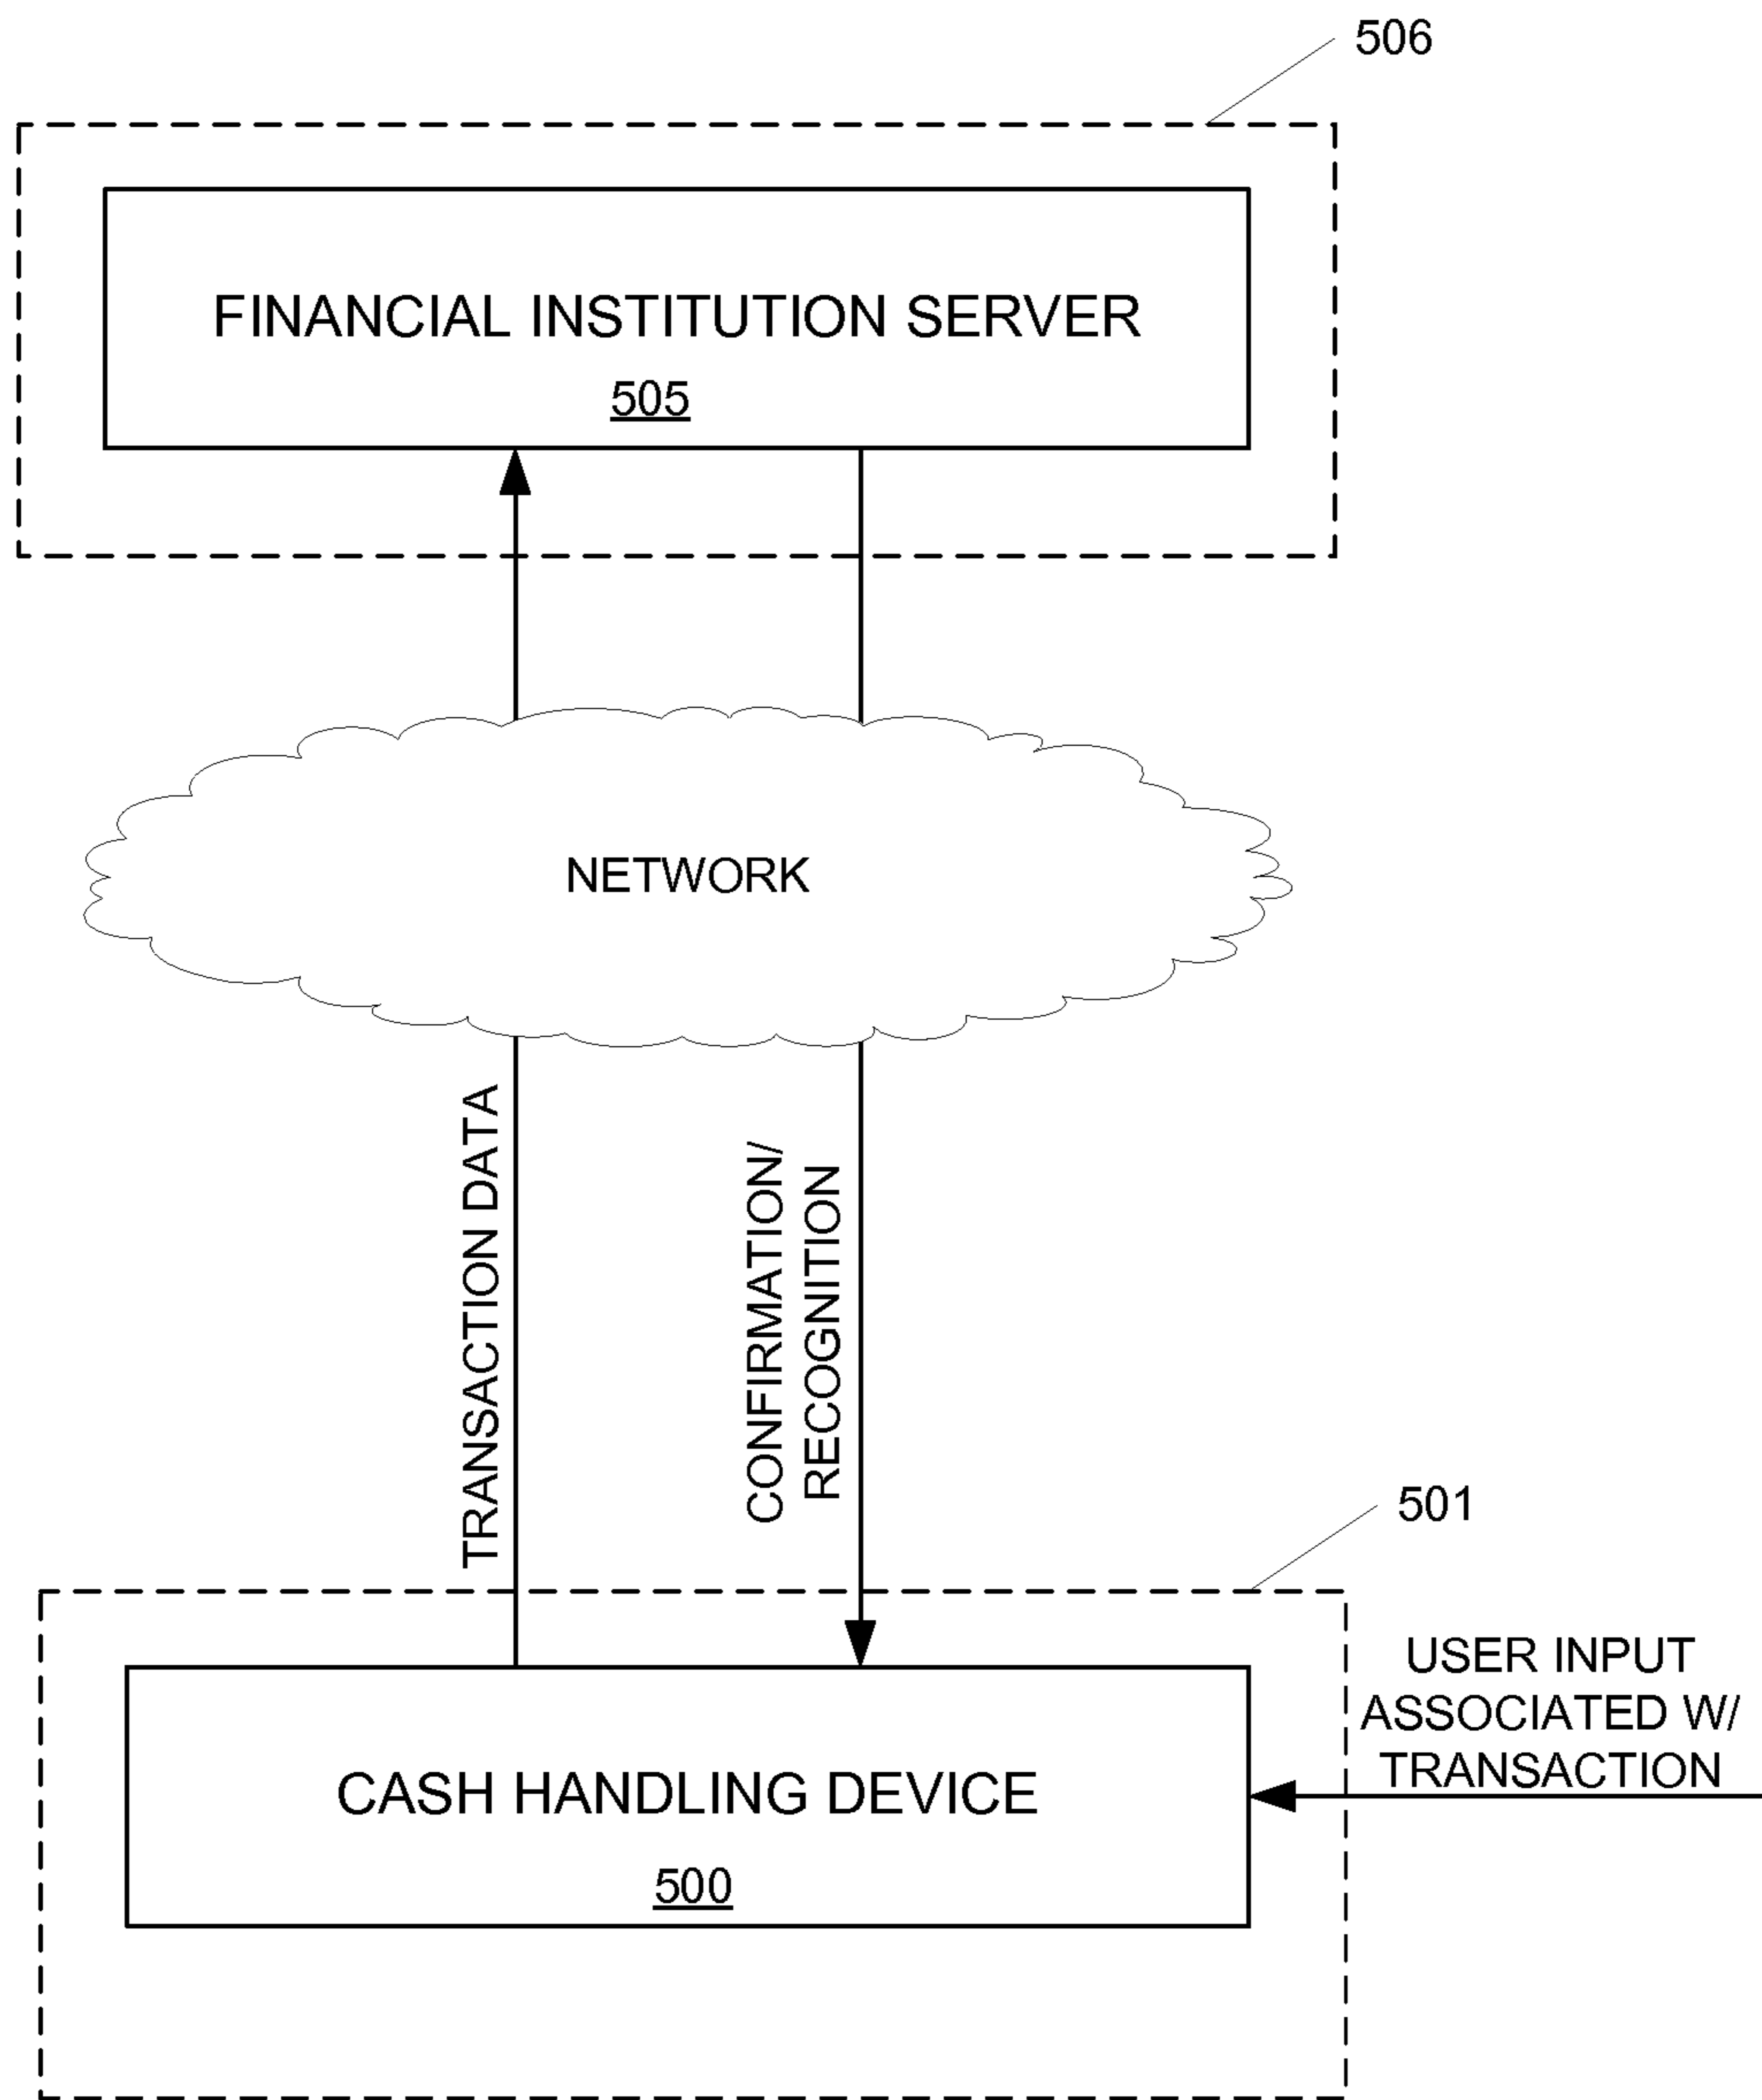 506
FINANCIAL INSTITUTION SERVER
505
NETWORK
TRANSACTION DATA
CONFIRMATION/
RECOGNITION
501
USER INPUT
ASSOCIATED W/
TRANSACTION
CASH HANDLING DEVICE
500